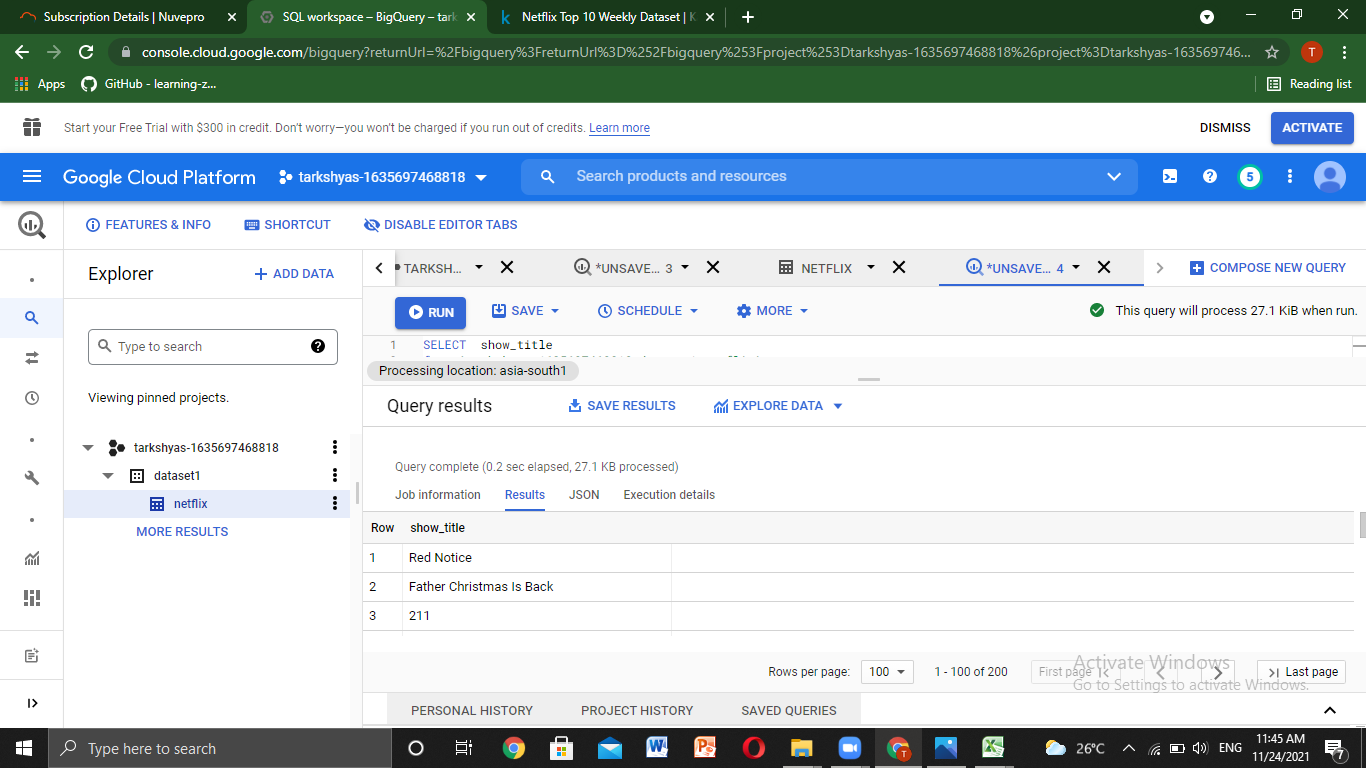 Subscription Details | Nuvepro
SQL workspace – BigQuery – tark
Netflix Top 10 Weekly Dataset | K
console.cloud.google.com/bigquery?returnUrl=%2Fbigquery%3FreturnUrl%3D%252Fbigquery%253Fproject%253Dtarkshyas-1635697468818%26project%3Dtarkshyas-163569746...
T
Apps
GitHub - learning-z...
Reading list
Start your Free Trial with $300 in credit. Don't worry—you won't be charged if you run out of credits. Learn more
DISMISS
ACTIVATE
Google Cloud Platform
tarkshyas-1635697468818
Search products and resources
5
FEATURES & INFO
SHORTCUT
DISABLE EDITOR TABS
Explorer
+ ADD DATA
TARKSH...
*UNSAVE... 3
NETFLIX
*UNSAVE... 4
COMPOSE NEW QUERY
RUN
SAVE
SCHEDULE
MORE
This query will process 27.1 KiB when run.
Type to search
1 SELECT show_title
Processing location: asia-south1
Viewing pinned projects.
Query results
SAVE RESULTS
EXPLORE DATA
tarkshyas-1635697468818
dataset1
netflix
MORE RESULTS
Query complete (0.2 sec elapsed, 27.1 KB processed)
Job information
Results
JSON
Execution details
Row show_title
1 Red Notice
2 Father Christmas Is Back
3 211
Rows per page: 100
1 - 100 of 200
First page
Last page
Activate Windows
Go to Settings to activate Windows.
PERSONAL HISTORY
PROJECT HISTORY
SAVED QUERIES
Type here to search
26°C
ENG
11:45 AM
11/24/2021
7